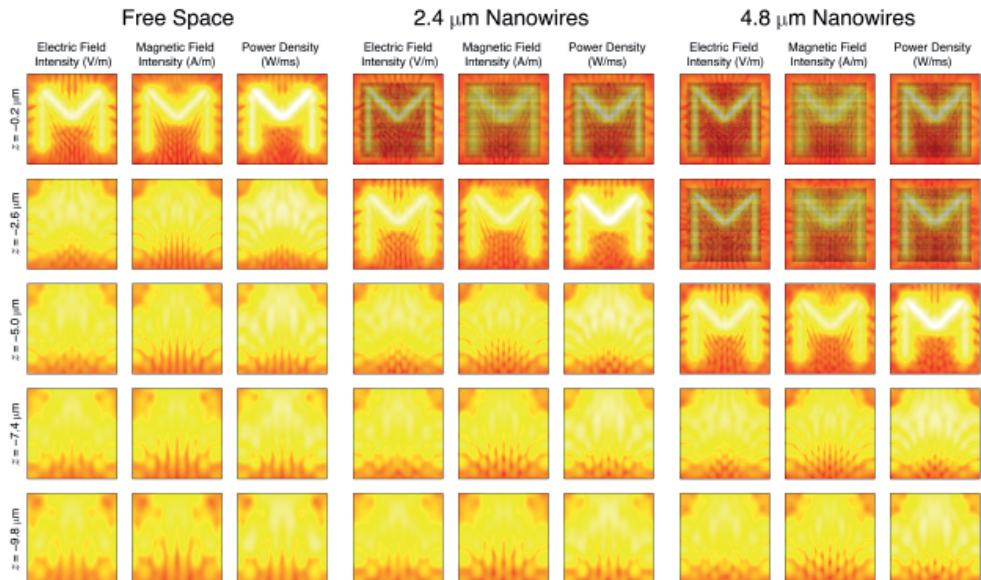 Free Space
2.4 μm Nanowires
4.8 μm Nanowires
Electric Field
Intensity (V/m)
Magnetic Field
Intensity (A/m)
Power Density
(W/ms)
Electric Field
Intensity (V/m)
Magnetic Field
Intensity (A/m)
Power Density
(W/ms)
Electric Field
Intensity (V/m)
Magnetic Field
Intensity (A/m)
Power Density
(W/ms)
z = −0.2 μm
z = −2.6 μm
z = −5.0 μm
z = −7.4 μm
z = −9.8 μm